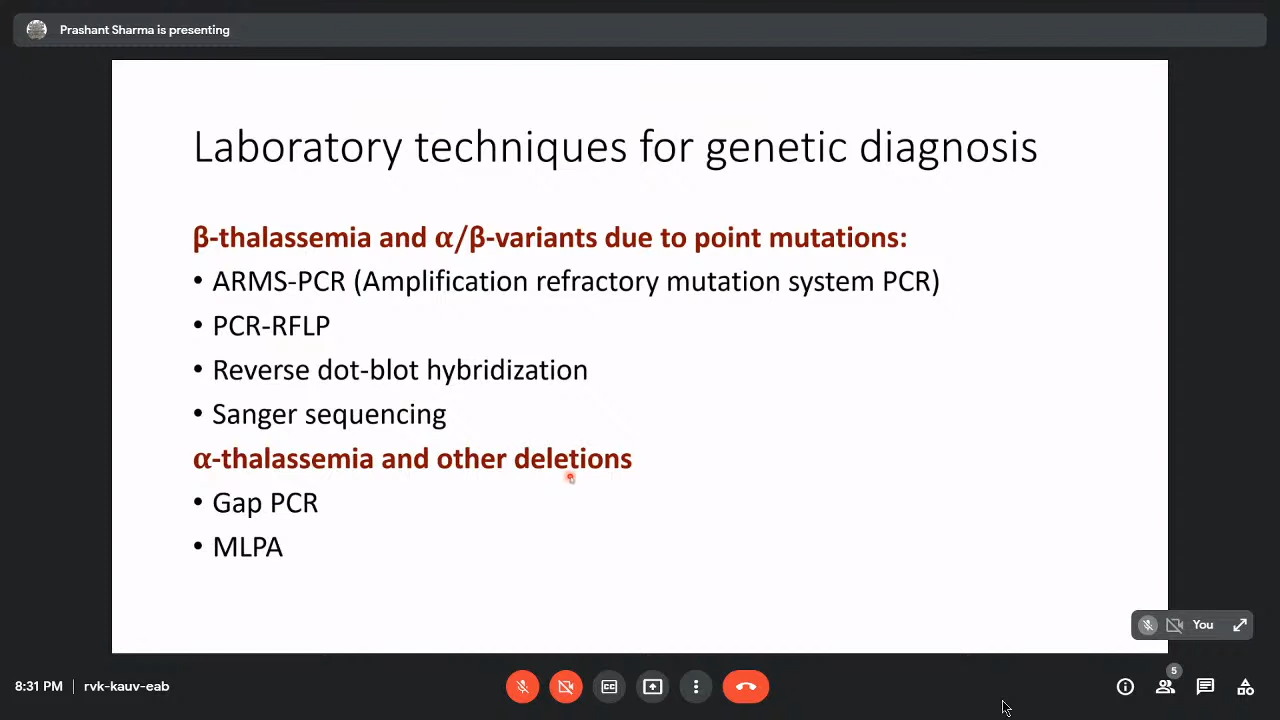 Prashant Sharma is presenting
Laboratory techniques for genetic diagnosis
β-thalassemia and α/β-variants due to point mutations:
• ARMS-PCR (Amplification refractory mutation system PCR)
• PCR-RFLP
• Reverse dot-blot hybridization
• Sanger sequencing
α-thalassemia and other deletions
• Gap PCR
• MLPA
You
8:31 PM | rvk-kauv-eab
CC
5